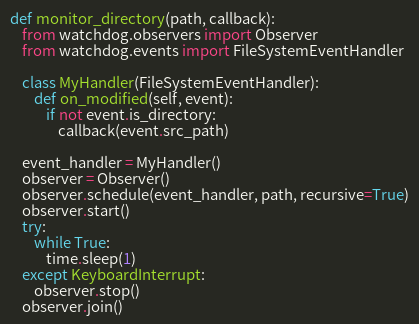 def monitor_directory(path, callback):
    from watchdog.observers import Observer
    from watchdog.events import FileSystemEventHandler

    class MyHandler(FileSystemEventHandler):
        def on_modified(self, event):
            if not event.is_directory:
                callback(event.src_path)

    event_handler = MyHandler()
    observer = Observer()
    observer.schedule(event_handler, path, recursive=True)
    observer.start()
    try:
        while True:
            time.sleep(1)
    except KeyboardInterrupt:
        observer.stop()
    observer.join()